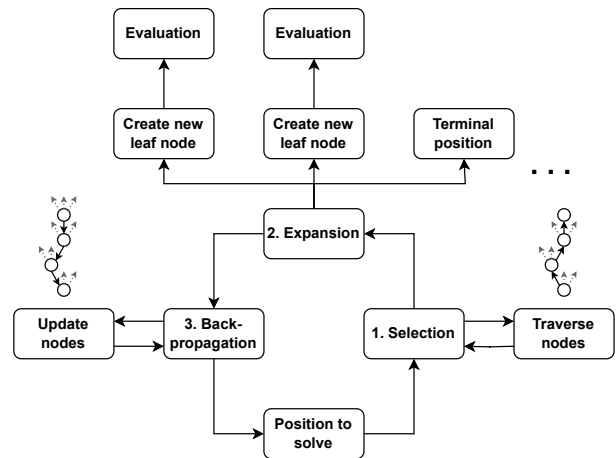 Evaluation
Evaluation
Create new
leaf node
Create new
leaf node
Terminal
position
. . .
2. Expansion
Update
nodes
3. Back-
propagation
1. Selection
Traverse
nodes
Position to
solve